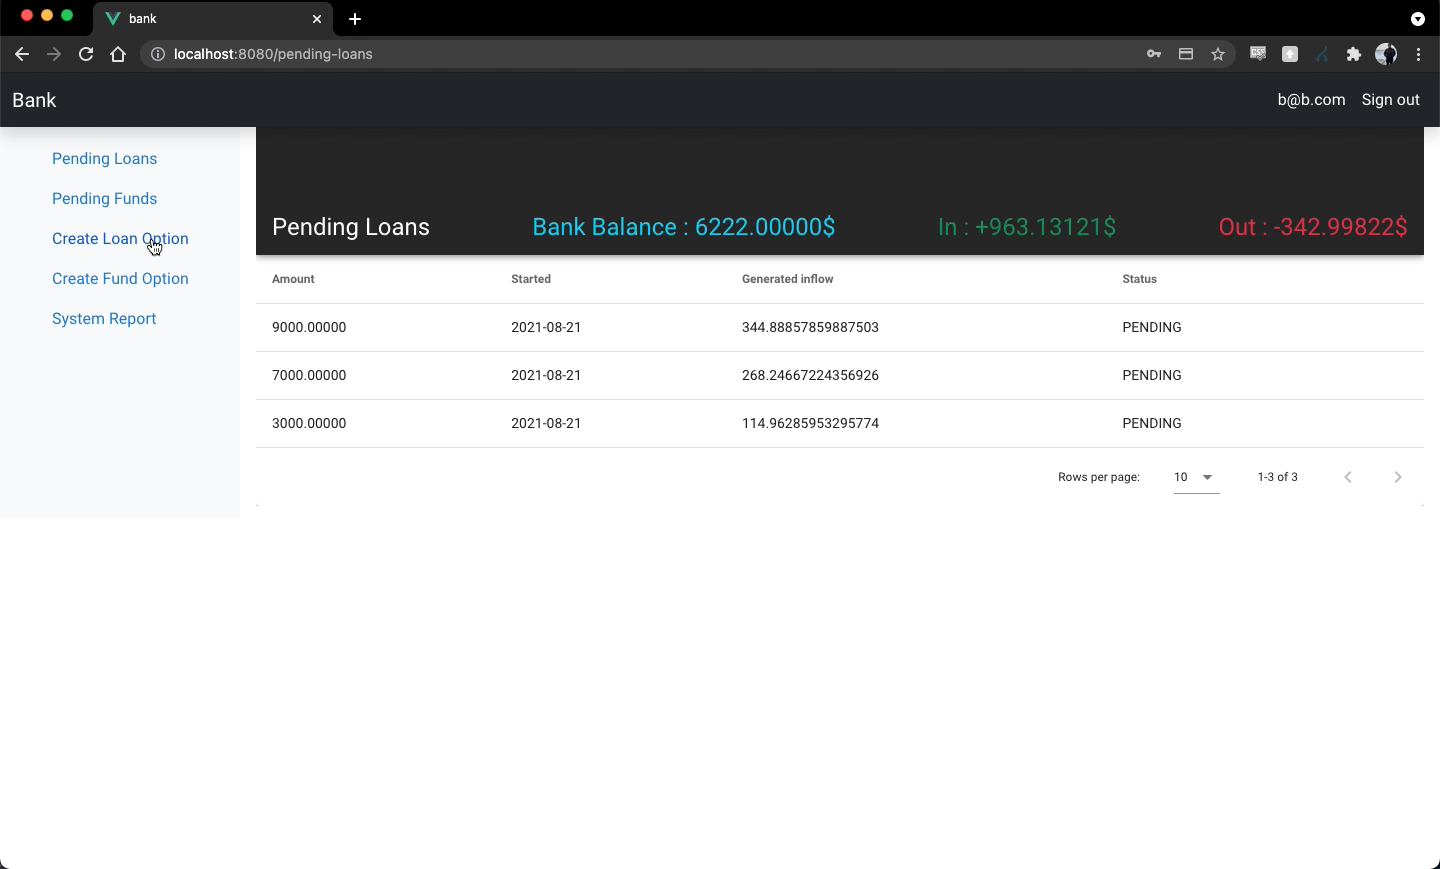 bank
localhost:8080/pending-loans
CSP
Bank b@b.com Sign out
Pending Loans
Pending Funds
Create Loan Option
Create Fund Option
System Report
Pending Loans Bank Balance : 6222.00000$ In : +963.13121$ Out : -342.99822$
Amount Started Generated inflow Status
9000.00000 2021-08-21 344.88857859887503 PENDING
7000.00000 2021-08-21 268.24667224356926 PENDING
3000.00000 2021-08-21 114.96285953295774 PENDING
Rows per page: 10 1-3 of 3